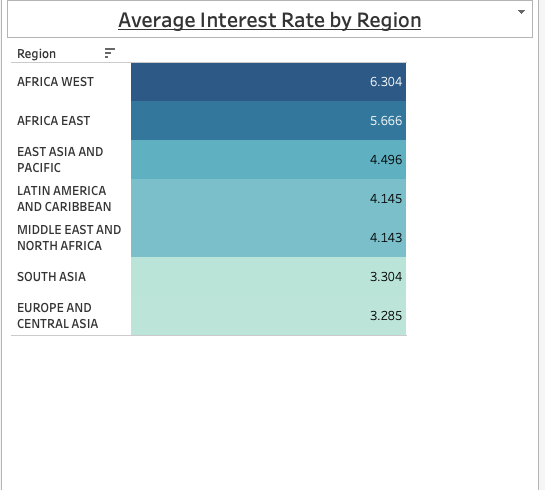 Average Interest Rate by Region
Region
AFRICA WEST 6.304
AFRICA EAST 5.666
EAST ASIA AND
PACIFIC 4.496
LATIN AMERICA
AND CARIBBEAN 4.145
MIDDLE EAST AND
NORTH AFRICA 4.143
SOUTH ASIA 3.304
EUROPE AND
CENTRAL ASIA 3.285